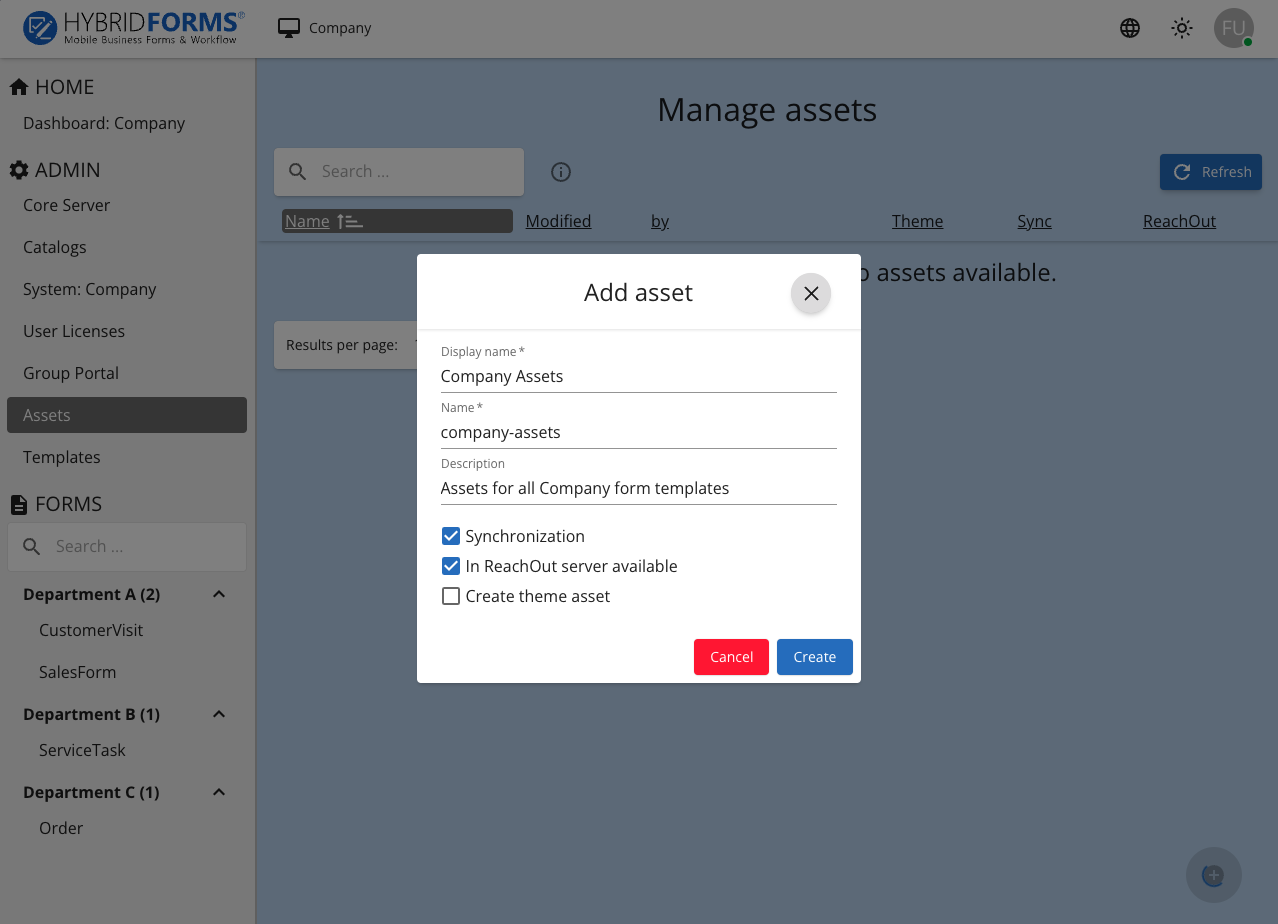 HYBRIDFORMS®
Mobile Business Forms & Workflow
Company
FU
HOME
Dashboard: Company
ADMIN
Core Server
Catalogs
System: Company
User Licenses
Group Portal
Assets
Templates
FORMS
Search ...
Department A (2)
CustomerVisit
SalesForm
Department B (1)
ServiceTask
Department C (1)
Order
Manage assets
Search ...
Refresh
Name Modified by Theme Sync ReachOut
assets available.
Results per page:
Add asset
Display name *
Company Assets
Name *
company-assets
Description
Assets for all Company form templates
Synchronization
In ReachOut server available
Create theme asset
Cancel Create